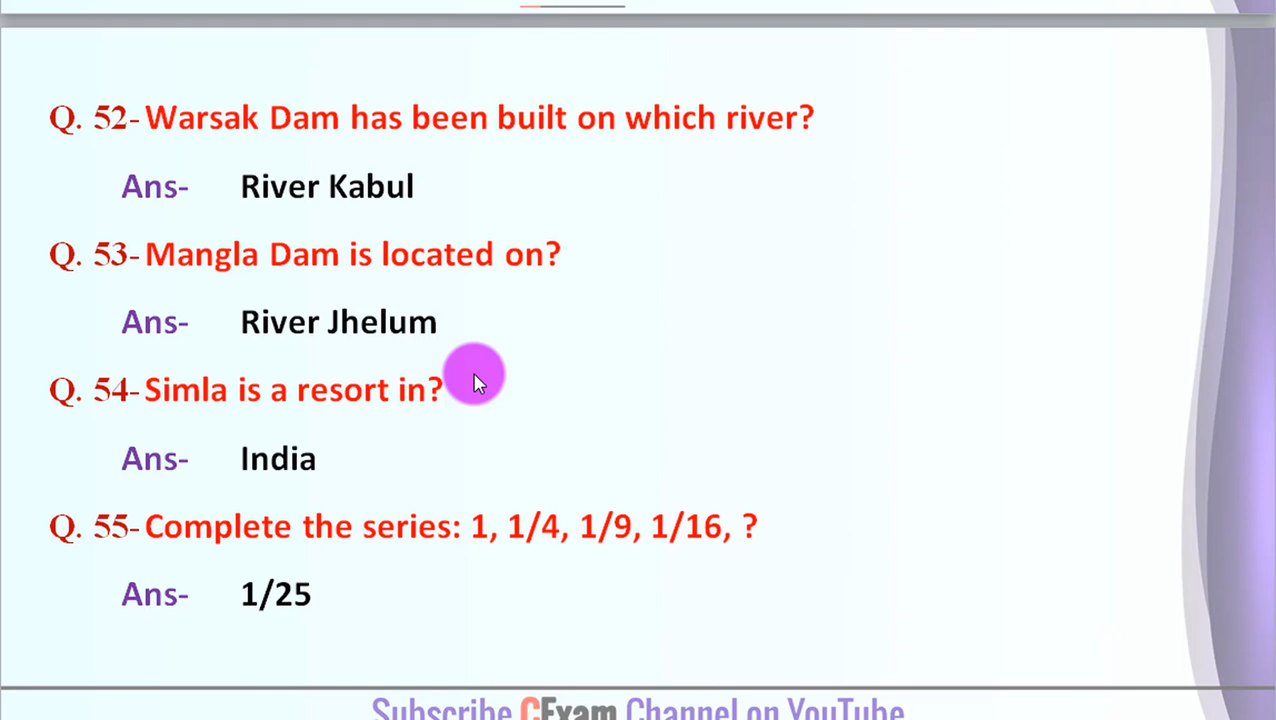 Q. 52- Warsak Dam has been built on which river?
Ans- River Kabul
Q. 53- Mangla Dam is located on?
Ans- River Jhelum
Q. 54- Simla is a resort in?
Ans- India
Q. 55- Complete the series: 1, 1/4, 1/9, 1/16, ?
Ans- 1/25
Subscribe CExam Channel on YouTube